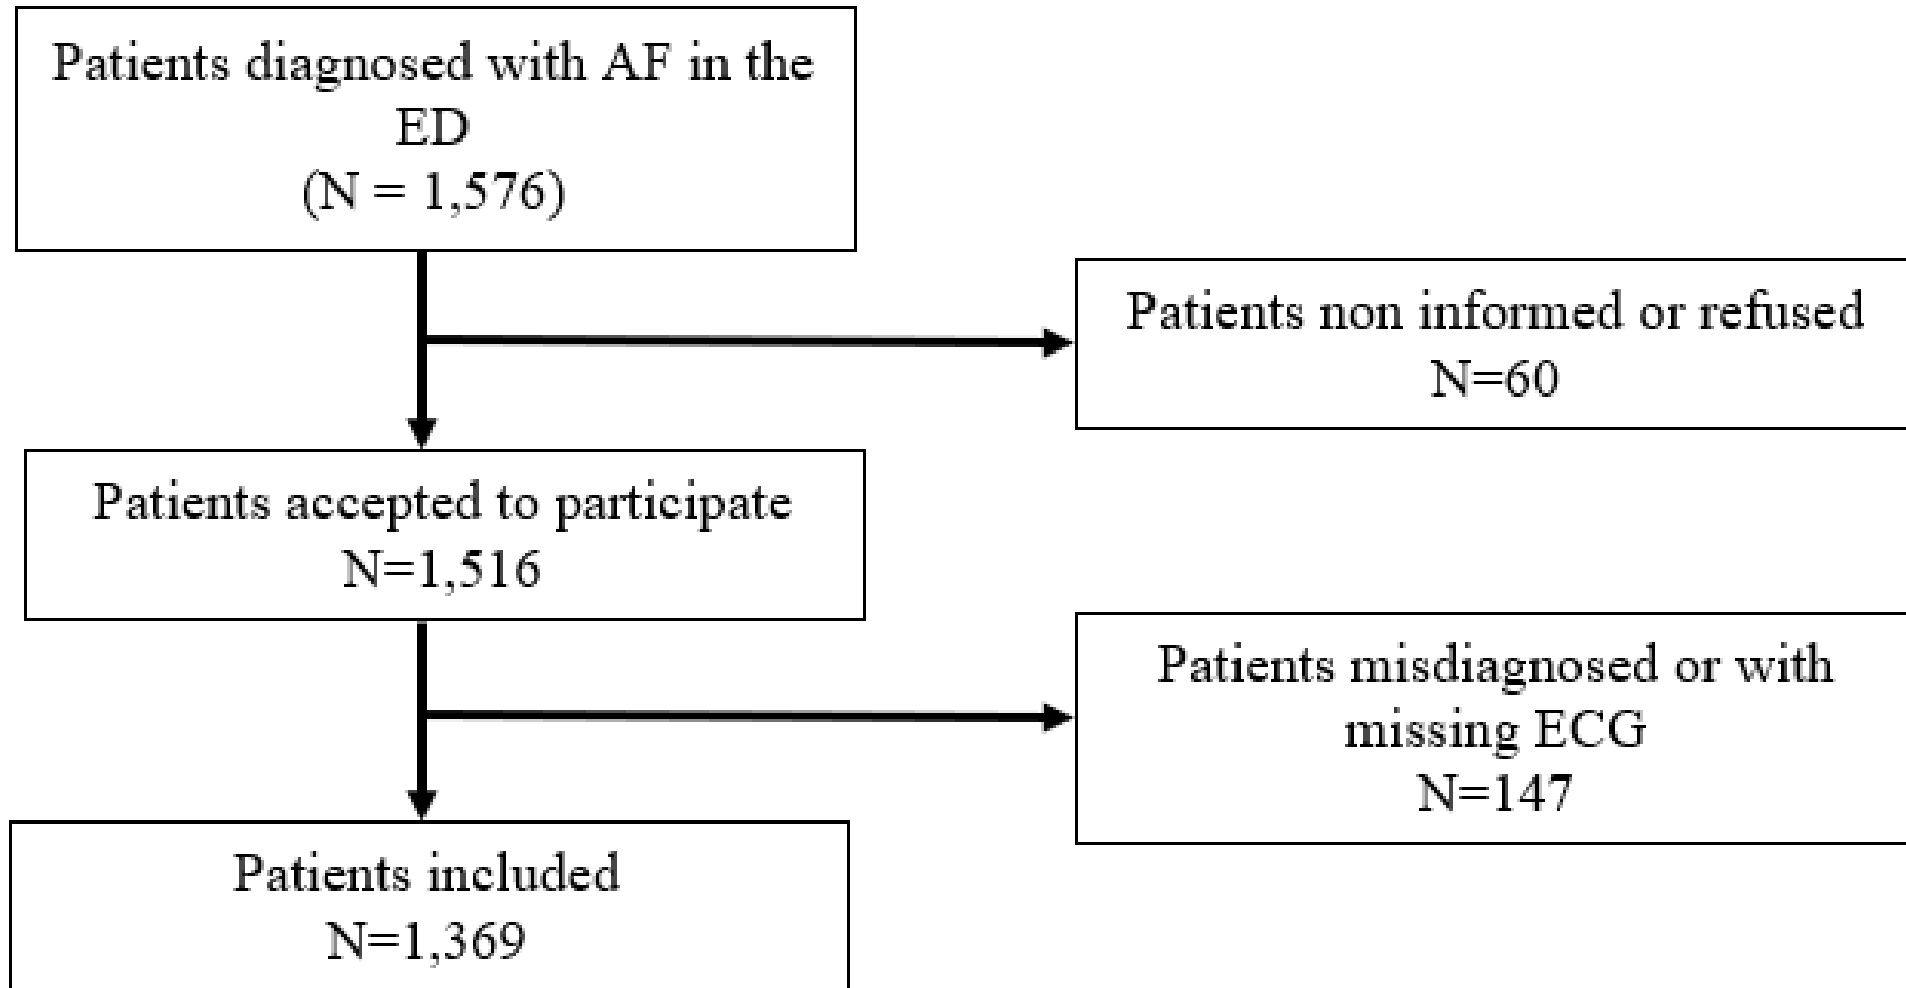 Patients diagnosed with AF in the
ED
(N = 1,576)
Patients non informed or refused
N=60
Patients accepted to participate
N=1,516
Patients misdiagnosed or with
missing ECG
N=147
Patients included
N=1,369